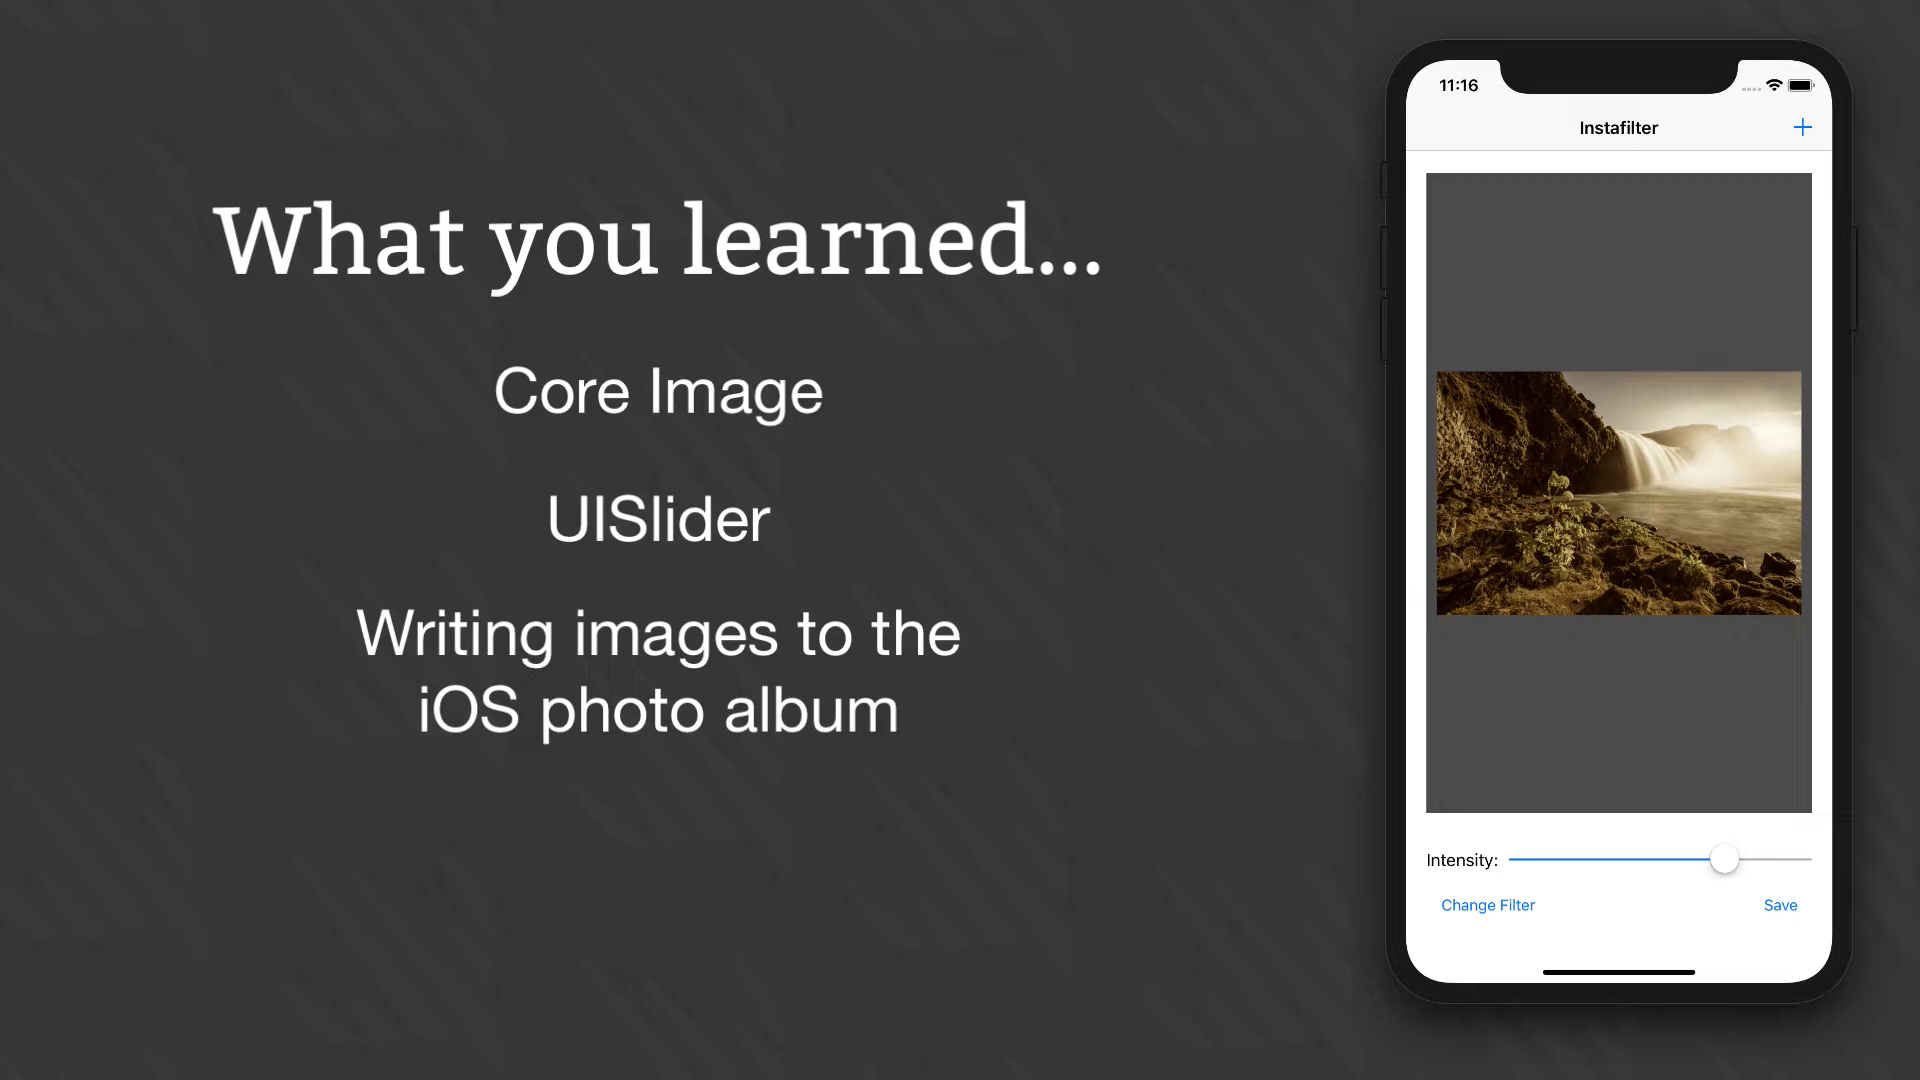 What you learned...
Core Image
UISlider
Writing images to the
iOS photo album
11:16
Instafilter
Intensity:
Change Filter
Save